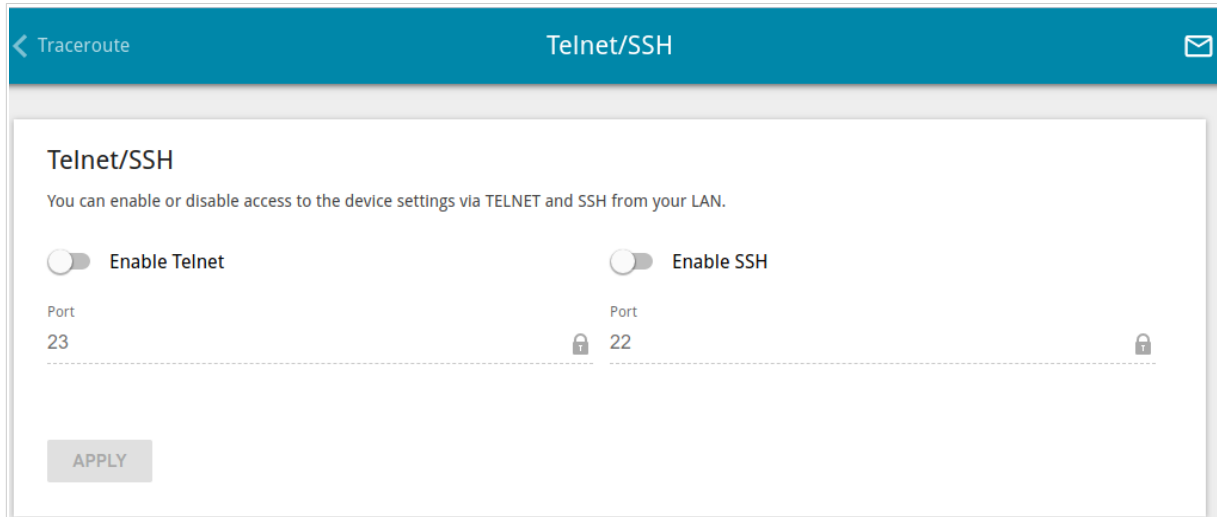 Traceroute
Telnet/SSH
Telnet/SSH
You can enable or disable access to the device settings via TELNET and SSH from your LAN.
Enable Telnet
Enable SSH
Port
Port
23
22
APPLY